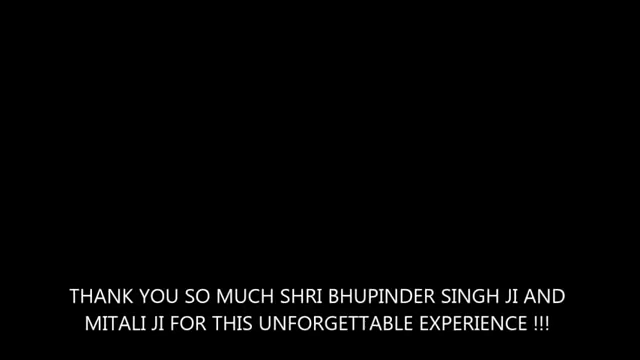 THANK YOU SO MUCH SHRI BHUPINDER SINGH JI AND
MITALI JI FOR THIS UNFORGETTABLE EXPERIENCE !!!